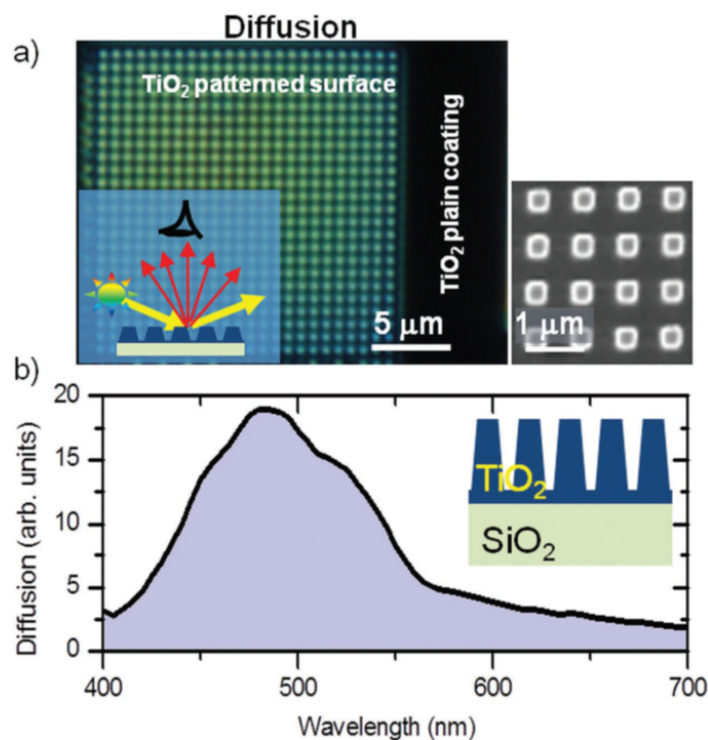 Diffusion
a)
TiO₂ patterned surface
TiO₂ plain coating
5 μm
1 μm
b)
20
15
10
5
0
Diffusion (arb. units)
TiO₂
SiO₂
400
500
600
700
Wavelength (nm)